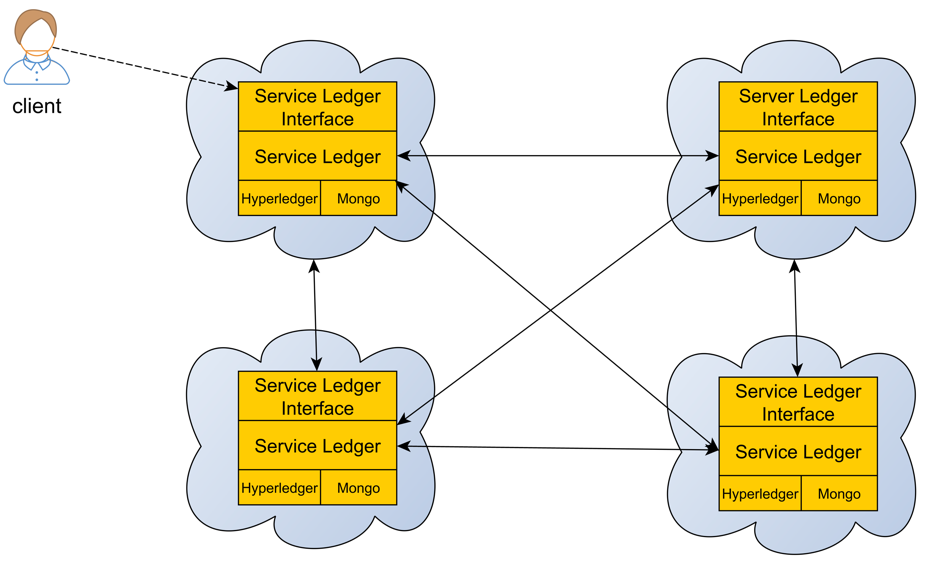 client
Service Ledger
Interface
Service Ledger
Hyperledger
Mongo
Server Ledger
Interface
Service Ledger
Hyperledger
Mongo
Service Ledger
Interface
Service Ledger
Hyperledger
Mongo
Service Ledger
Interface
Service Ledger
Hyperledger
Mongo